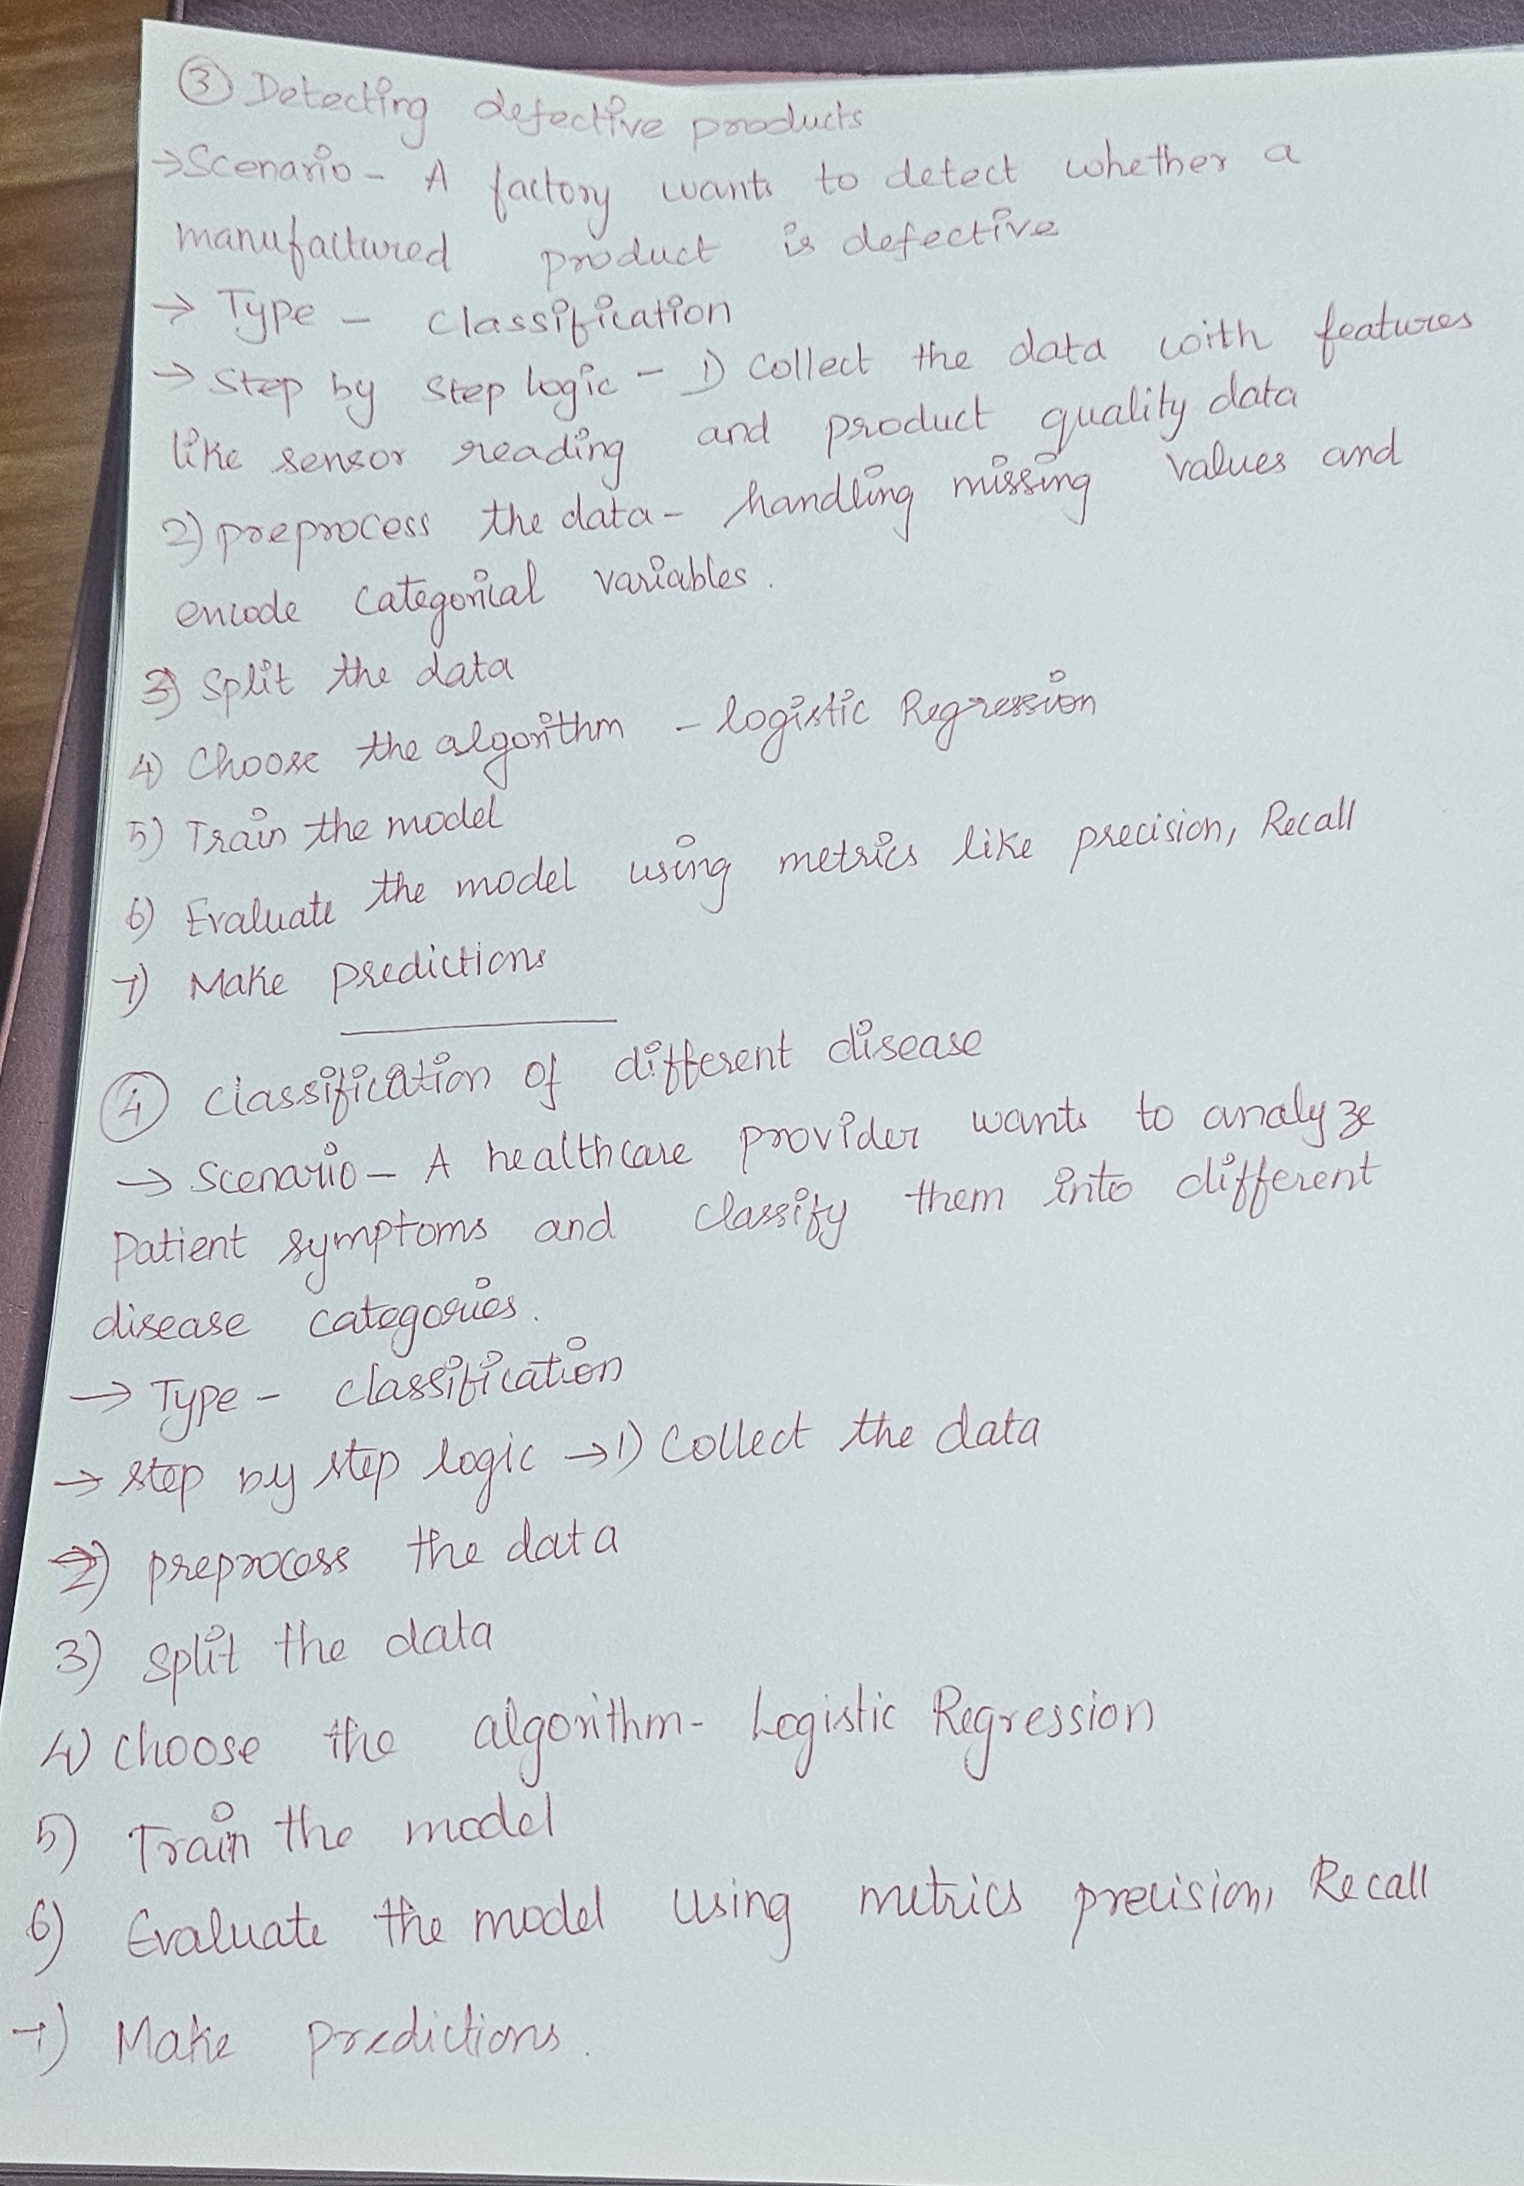 ③ Detecting defective products
→ Scenario - A factory wants to detect whether a
manufactured product is defective
→ Type - classification
→ Step by step logic - 1) Collect the data with features
like sensor reading and product quality data
2) preprocess the data - handling missing values and
encode categorial variables.
3) Split the data
4) Choose the algorithm - logistic Regression
5) Train the model
6) Evaluate the model using metrics like precision, Recall
7) Make predictions
④ classification of different disease
→ Scenario - A healthcare provider wants to analyze
patient symptoms and classify them into different
disease categories.
→ Type - classification
→ step by step logic → 1) Collect the data
2) preprocess the data
3) split the data
4) choose the algorithm - Logistic Regression
5) Train the model
6) Evaluate the model using metrics precision, Recall
7) Make predictions.